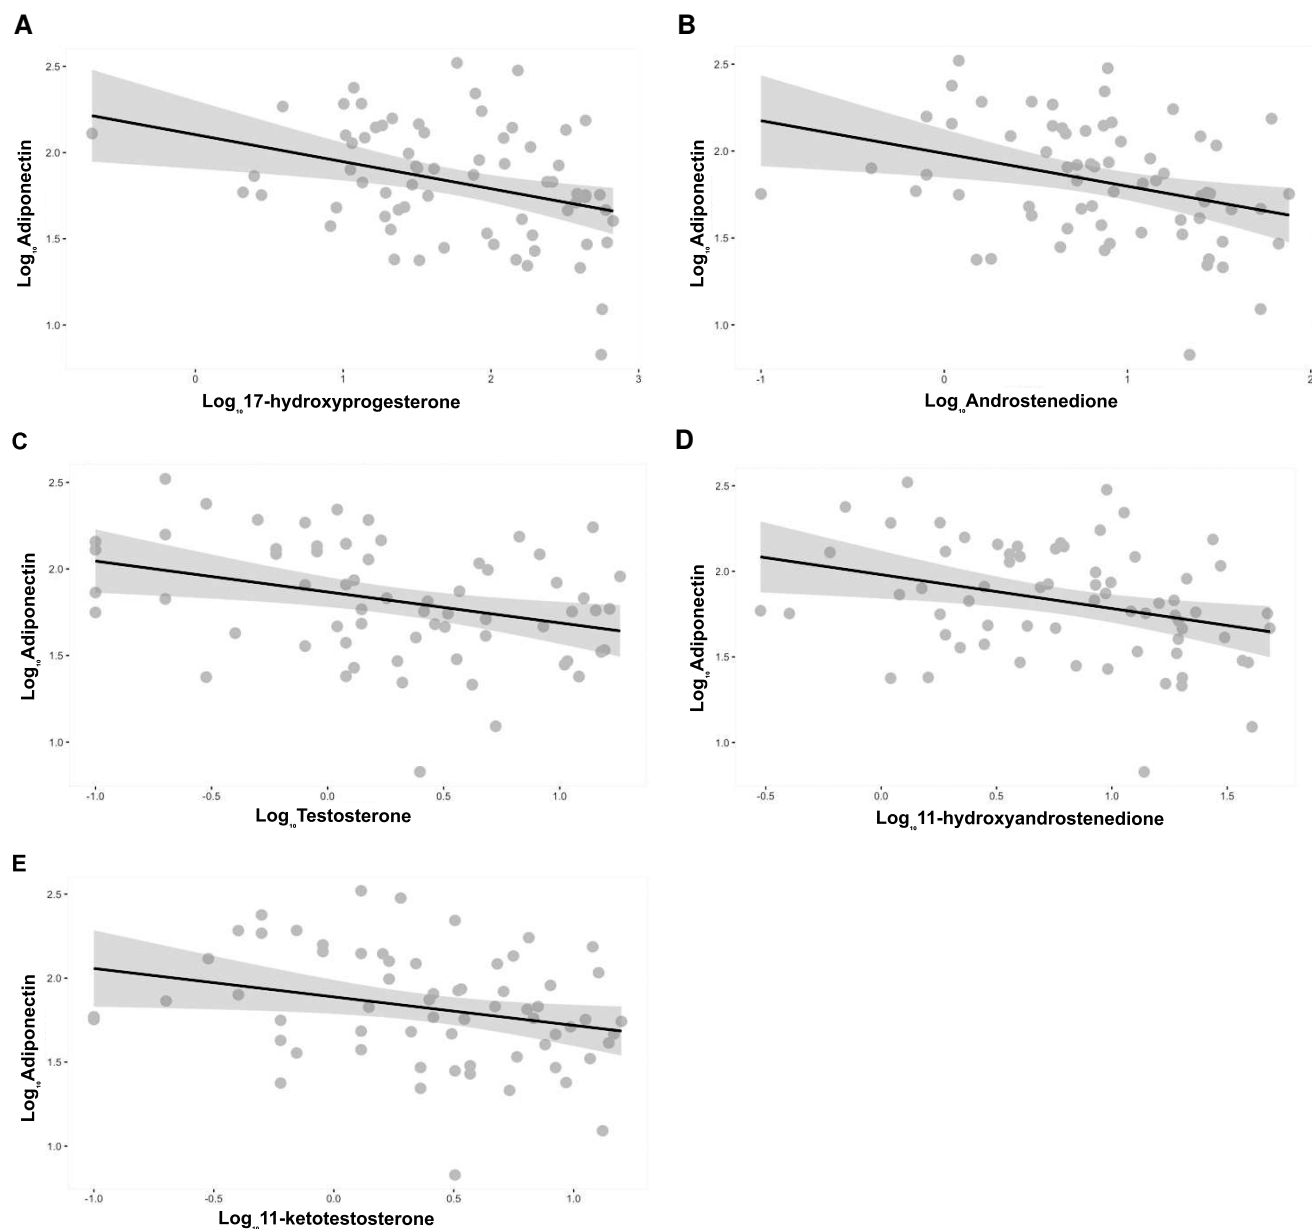 A
B
2.5
2.0
1.5
1.0
Log₁₀Adiponectin
0 1 2 3
Log₁₀17-hydroxyprogesterone
2.5
2.0
1.5
1.0
Log₁₀Adiponectin
-1 0 1 2
Log₁₀Androstenedione
C
D
2.5
2.0
1.5
1.0
Log₁₀Adiponectin
-1.0 -0.5 0.0 0.5 1.0
Log₁₀Testosterone
2.5
2.0
1.5
1.0
Log₁₀Adiponectin
-0.5 0.0 0.5 1.0 1.5
Log₁₀11-hydroxyandrostenedione
E
2.5
2.0
1.5
1.0
Log₁₀Adiponectin
-1.0 -0.5 0.0 0.5 1.0
Log₁₀11-ketotestosterone